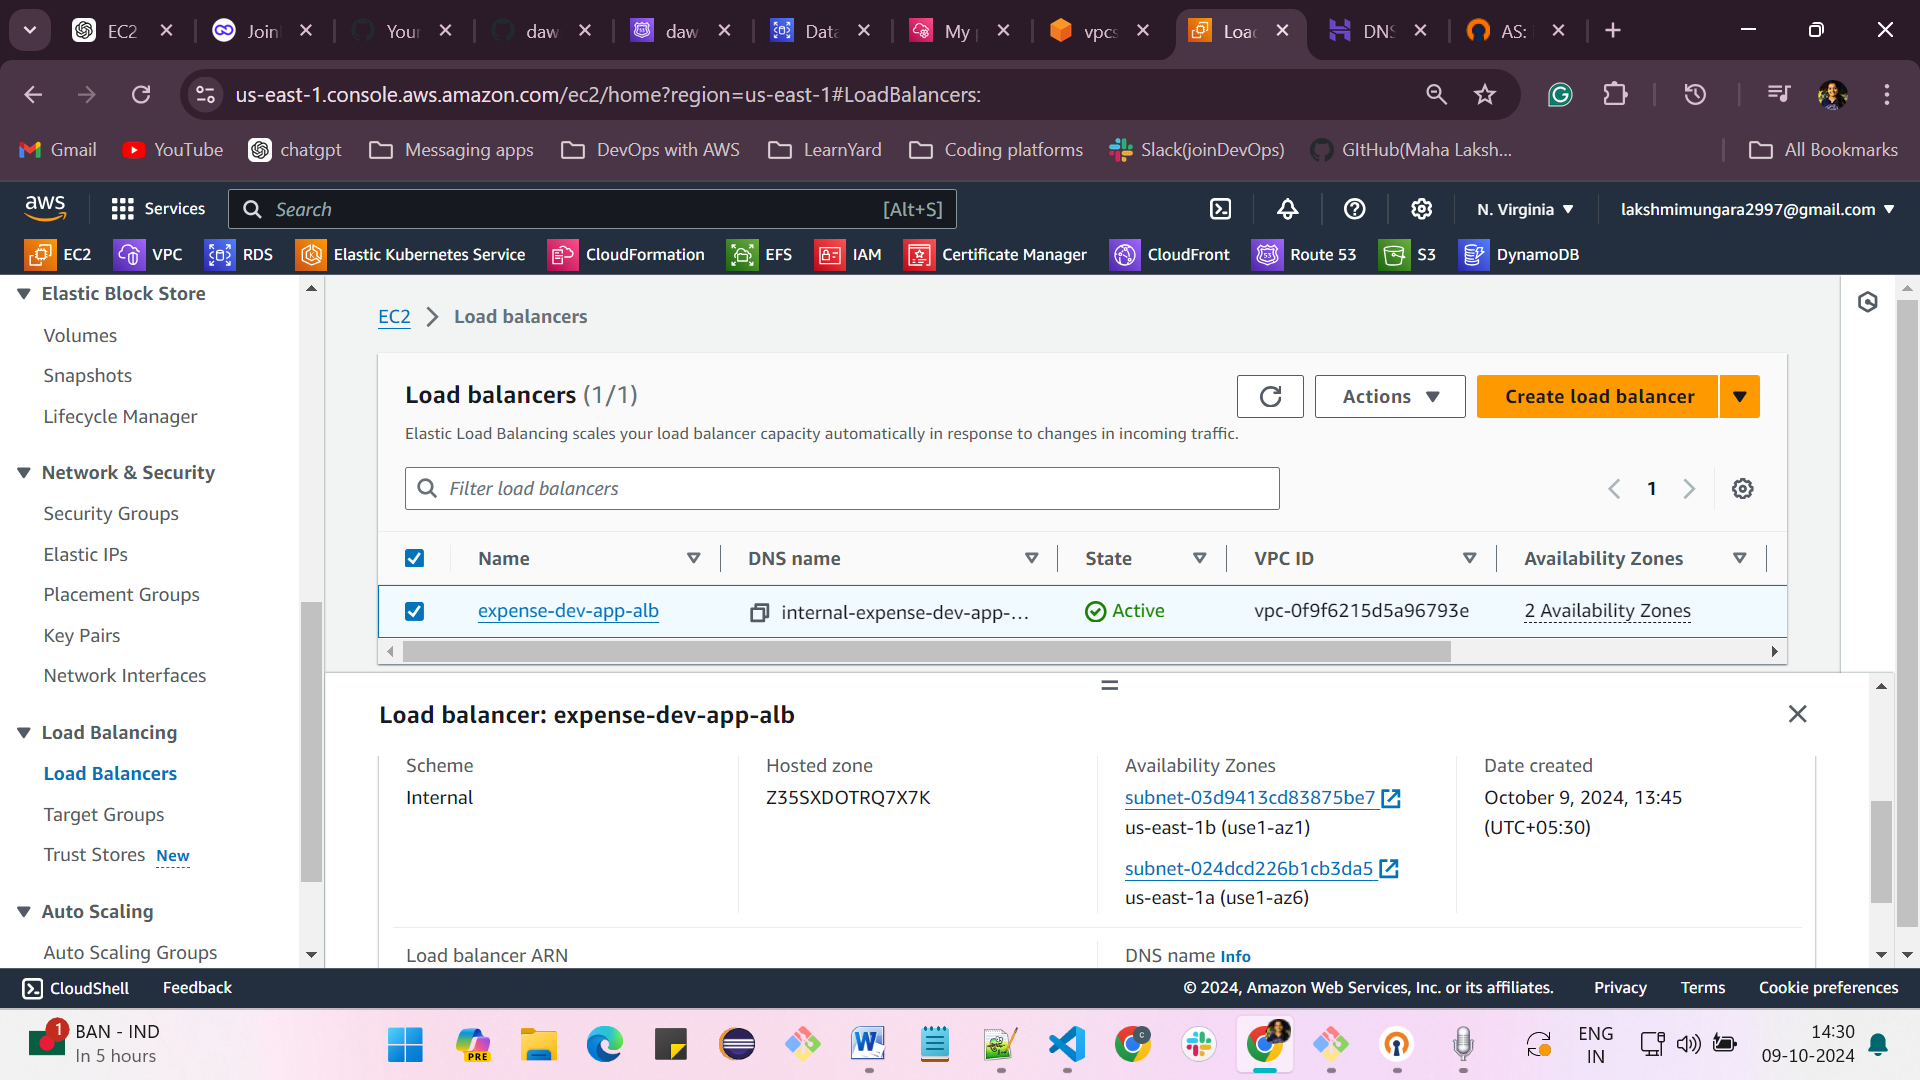 EC2
Join
Your
daw
daw
Data
My p
vpcs
Load
DNS
AS:
us-east-1.console.aws.amazon.com/ec2/home?region=us-east-1#LoadBalancers:
Gmail
YouTube
chatgpt
Messaging apps
DevOps with AWS
LearnYard
Coding platforms
Slack(joinDevOps)
GItHub(Maha Laksh...
All Bookmarks
aws
Services
Search
[Alt+S]
N. Virginia
lakshmimungara2997@gmail.com
EC2
VPC
RDS
Elastic Kubernetes Service
CloudFormation
EFS
IAM
Certificate Manager
CloudFront
Route 53
S3
DynamoDB
Elastic Block Store
Volumes
Snapshots
Lifecycle Manager
Network & Security
Security Groups
Elastic IPs
Placement Groups
Key Pairs
Network Interfaces
Load Balancing
Load Balancers
Target Groups
Trust Stores New
Auto Scaling
Auto Scaling Groups
EC2 > Load balancers
Load balancers (1/1)
Actions
Create load balancer
Elastic Load Balancing scales your load balancer capacity automatically in response to changes in incoming traffic.
Filter load balancers
1
Name
DNS name
State
VPC ID
Availability Zones
expense-dev-app-alb
internal-expense-dev-app-...
Active
vpc-0f9f6215d5a96793e
2 Availability Zones
Load balancer: expense-dev-app-alb
Scheme
Internal
Hosted zone
Z35SXDOTRQ7X7K
Availability Zones
subnet-03d9413cd83875be7
us-east-1b (use1-az1)
subnet-024dcd226b1cb3da5
us-east-1a (use1-az6)
Date created
October 9, 2024, 13:45
(UTC+05:30)
Load balancer ARN
DNS name Info
CloudShell
Feedback
© 2024, Amazon Web Services, Inc. or its affiliates.
Privacy
Terms
Cookie preferences
1
BAN - IND
In 5 hours
PRE
ENG
IN
14:30
09-10-2024